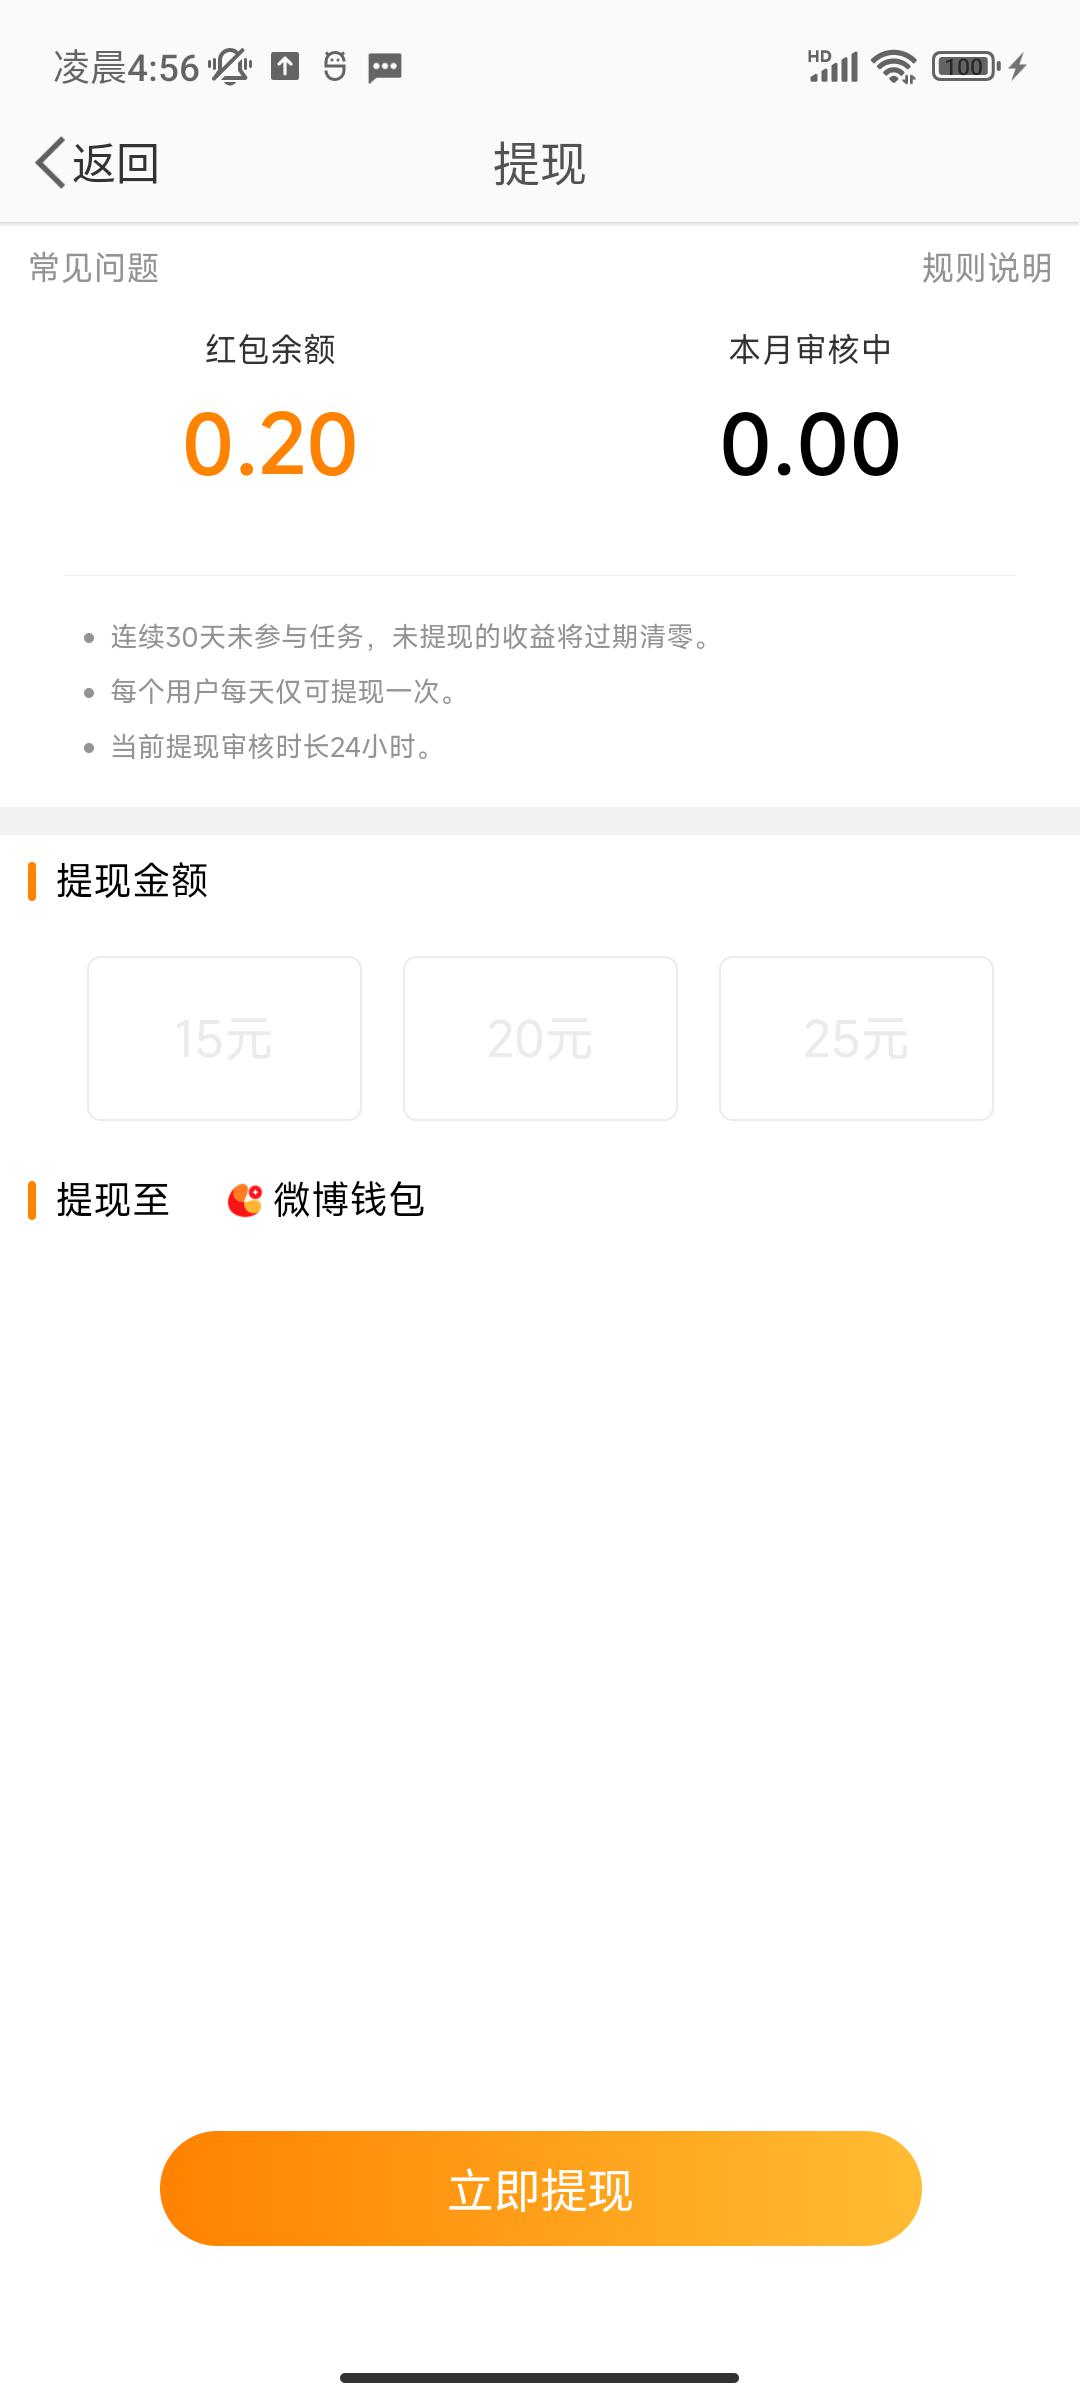 凌晨4:56 HD 100
返回 提现
常见问题 规则说明
红包余额 本月审核中
0.20 0.00
连续30天未参与任务，未提现的收益将过期清零。
每个用户每天仅可提现一次。
当前提现审核时长24小时。
提现金额
15元 20元 25元
提现至 微博钱包
立即提现